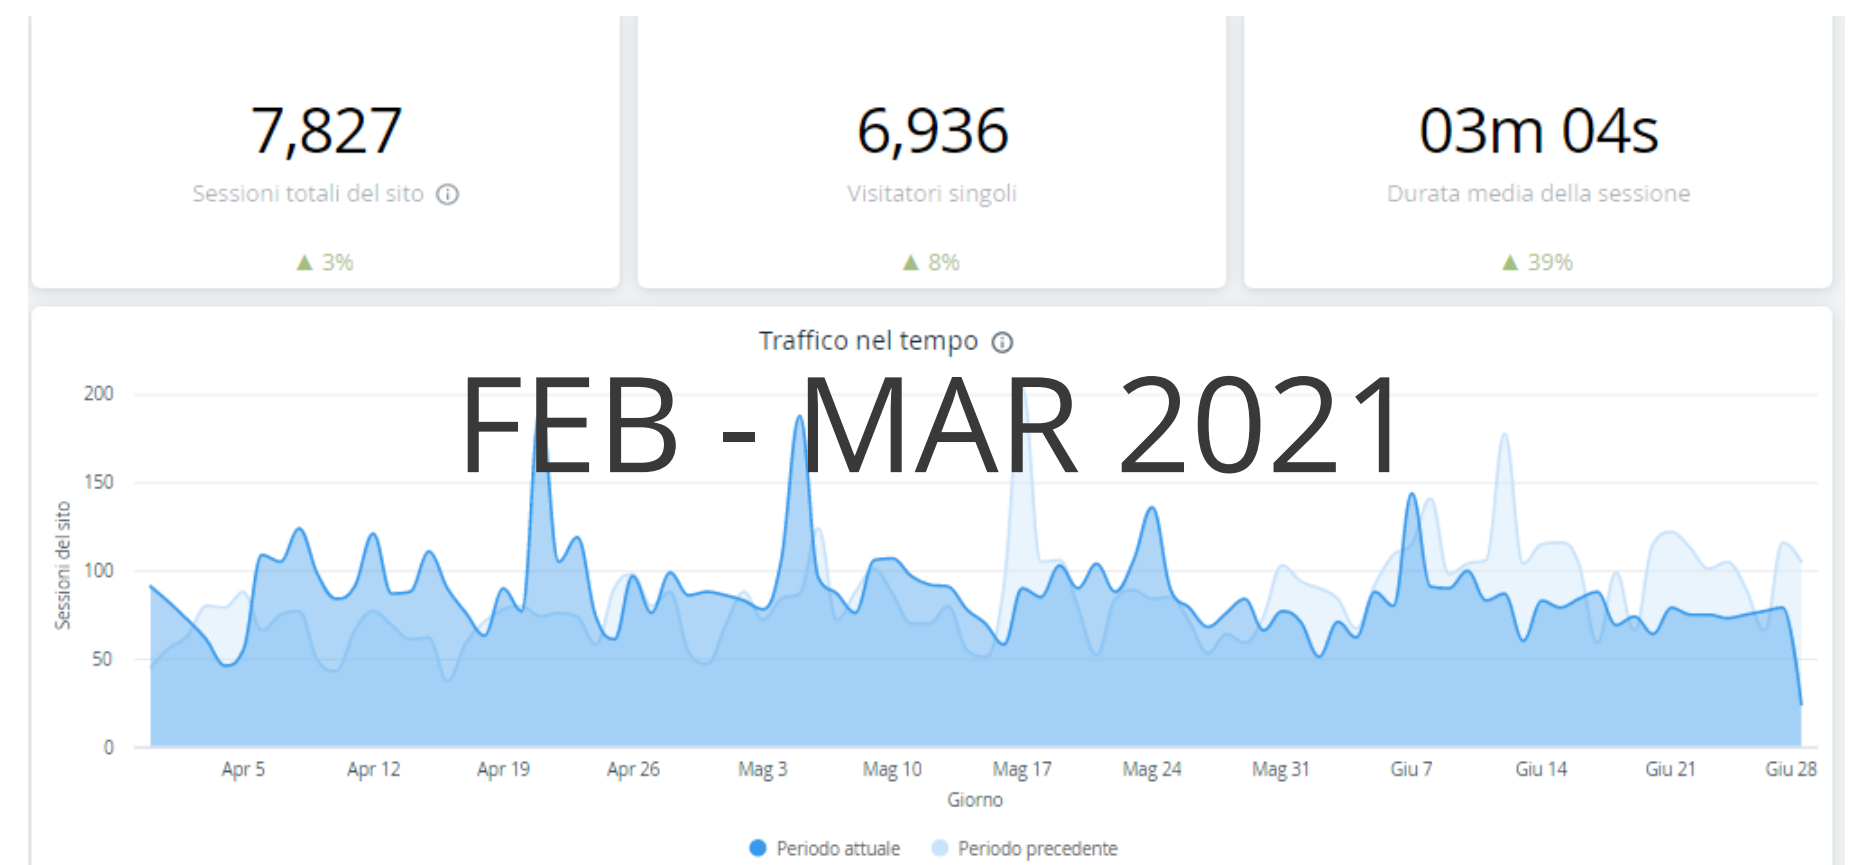 7,827
6,936
03m 04s
Sessioni totali del sito
Visitatori singoli
Durata media della sessione
▲ 3%
▲ 8%
▲ 39%
Traffico nel tempo
FEB - MAR 2021
200
150
100
50
0
Sessioni del sito
Apr 5 Apr 12 Apr 19 Apr 26 Mag 3 Mag 10 Mag 17 Mag 24 Mag 31 Giu 7 Giu 14 Giu 21 Giu 28
Giorno
Periodo attuale Periodo precedente